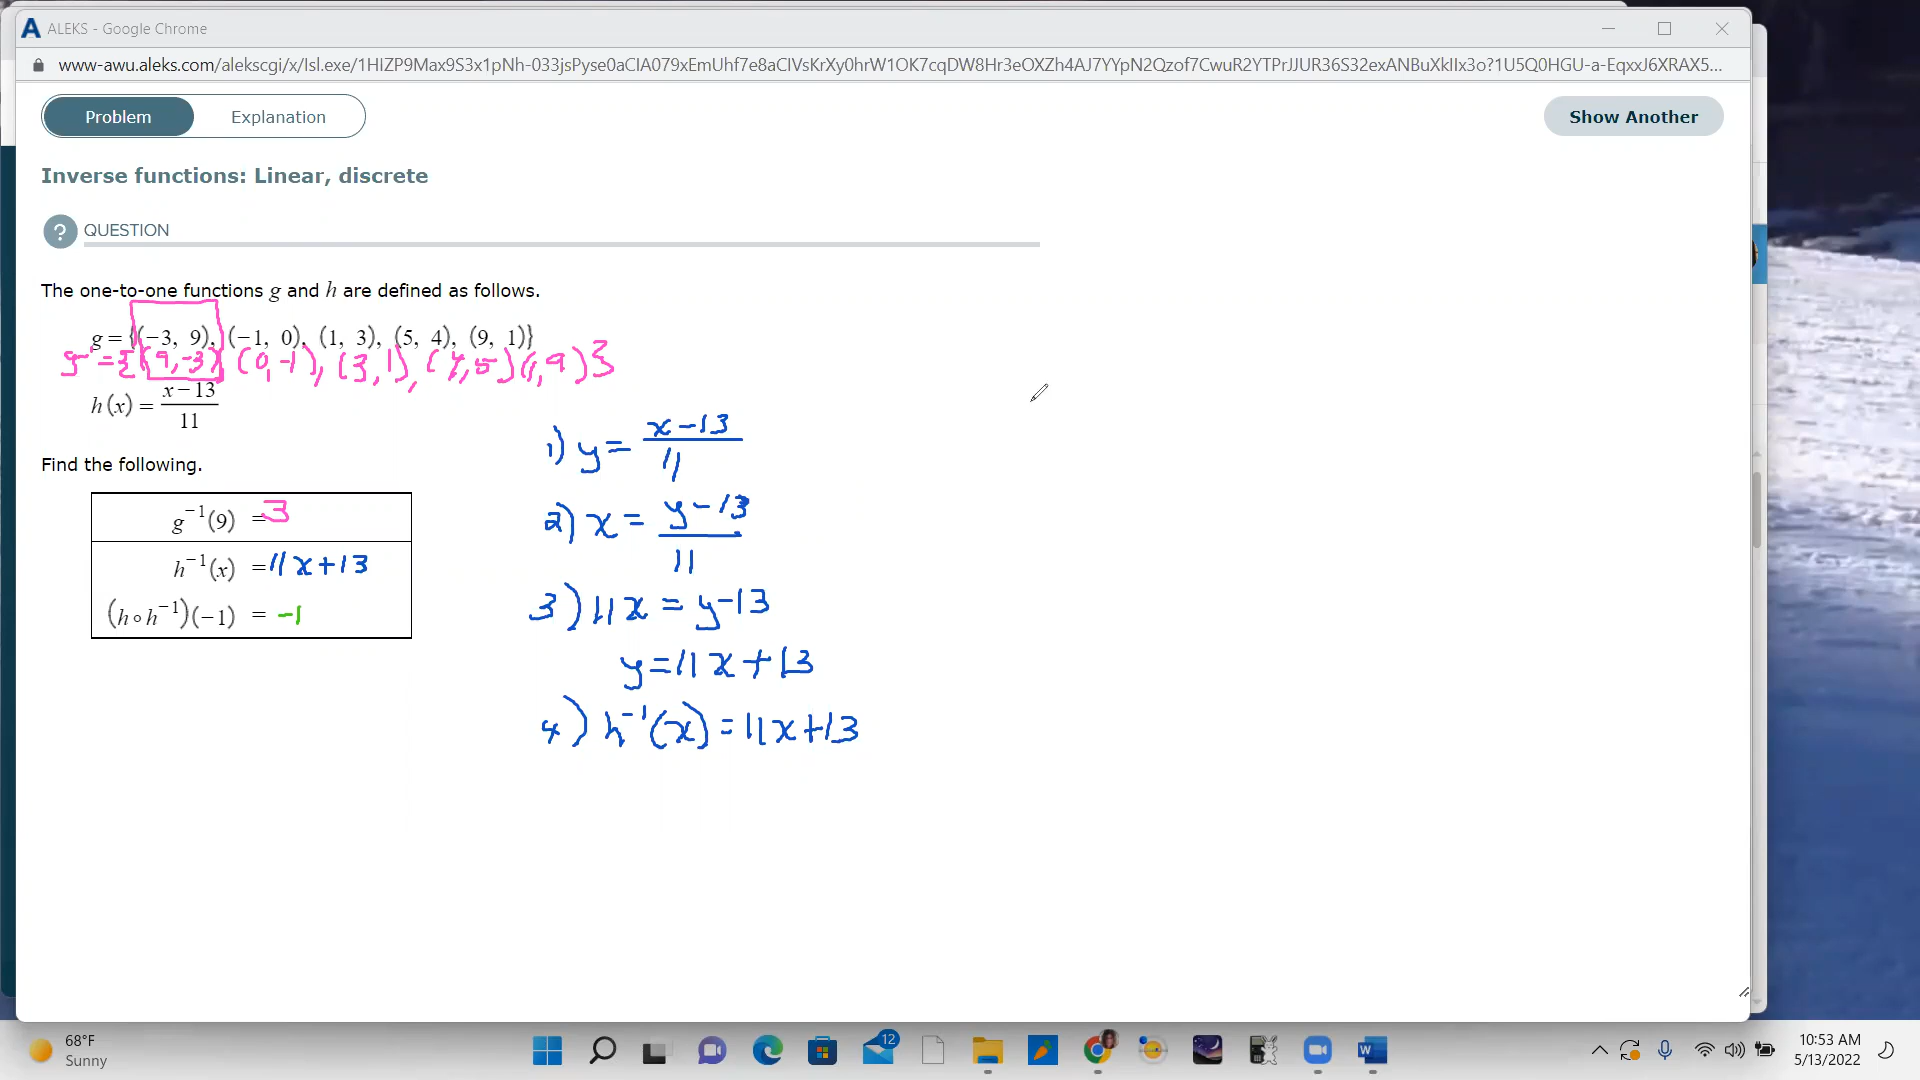 ALEKS - Google Chrome
www-awu.aleks.com/alekscgi/x/Isl.exe/1HIZP9Max9S3x1pNh-033jsPyse0aCIA079xEmUhf7e8aCIVsKrXy0hrW1OK7cqDW8Hr3eOXZh4AJ7YYpN2Qzof7CwuR2YTPrJJUR36S32exANBuXkIIx3o?1U5Q0HGU-a-EqxxJ6XRAX5...
Problem Explanation Show Another
Inverse functions: Linear, discrete
? QUESTION
The one-to-one functions g and h are defined as follows.
g = {(−3, 9), (−1, 0), (1, 3), (5, 4), (9, 1)}
g⁻¹ = {(9, -3), (0, -1), (3, 1), (4, 5) (1, 9)}
h(x) = x − 13
11
Find the following.
g⁻¹(9) = 3
h⁻¹(x) = 11x+13
(h∘h⁻¹)(−1) = -1
1) y = x-13
11
2) x = y-13
11
3) 11x = y-13
y=11x+13
4) h⁻¹(x) = 11x+13
68°F
Sunny
12
10:53 AM
5/13/2022